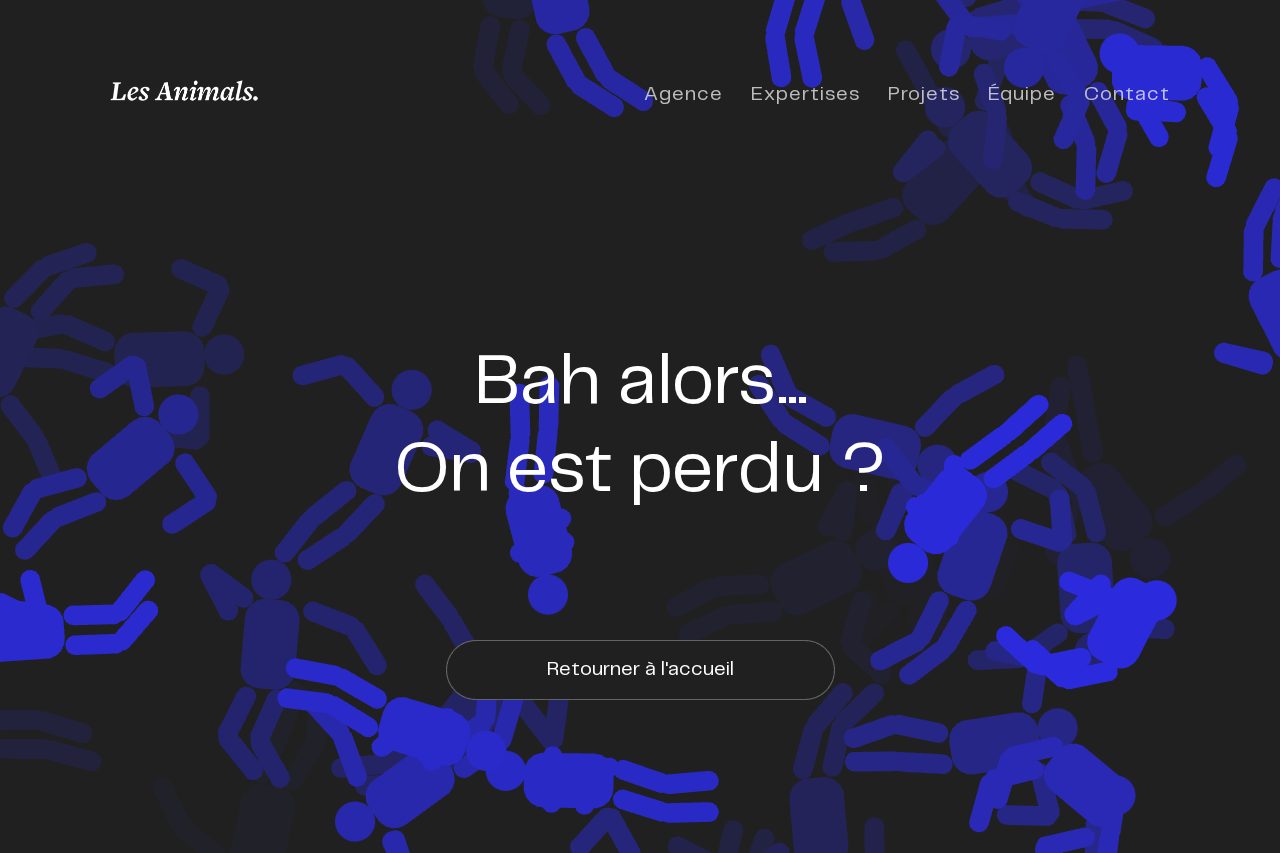 Les Animals.
Agence Expertises Projets Équipe Contact
Bah alors...
On est perdu ?
Retourner à l'accueil